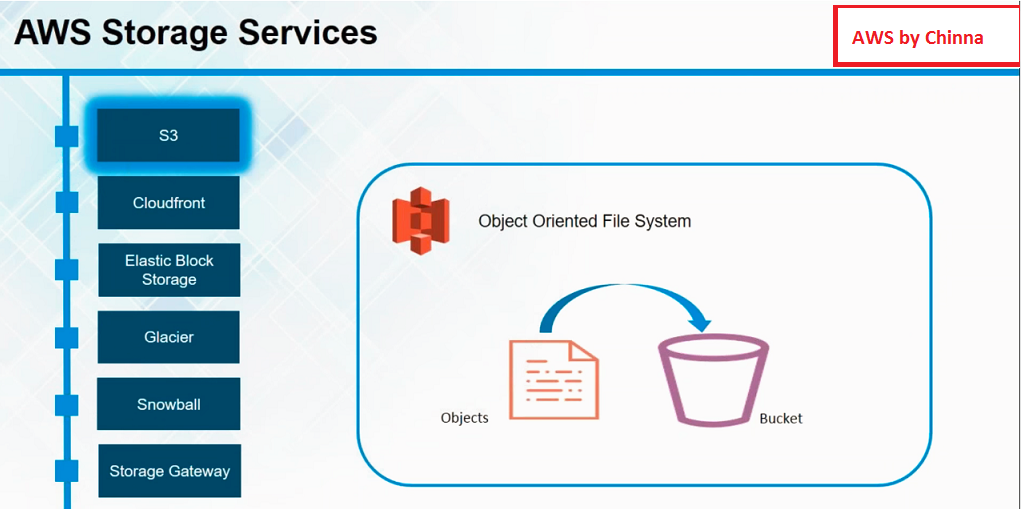 AWS Storage Services
AWS by Chinna
S3
Cloudfront
Elastic Block
Storage
Glacier
Snowball
Storage Gateway
Object Oriented File System
Objects
Bucket